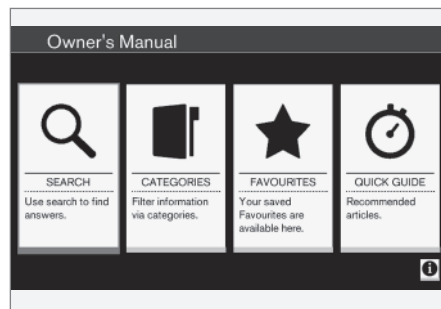 Owner's Manual
SEARCH
Use search to find
answers.
CATEGORIES
Filter information
via categories.
FAVOURITES
Your saved
Favourites are
available here.
QUICK GUIDE
Recommended
articles.
i